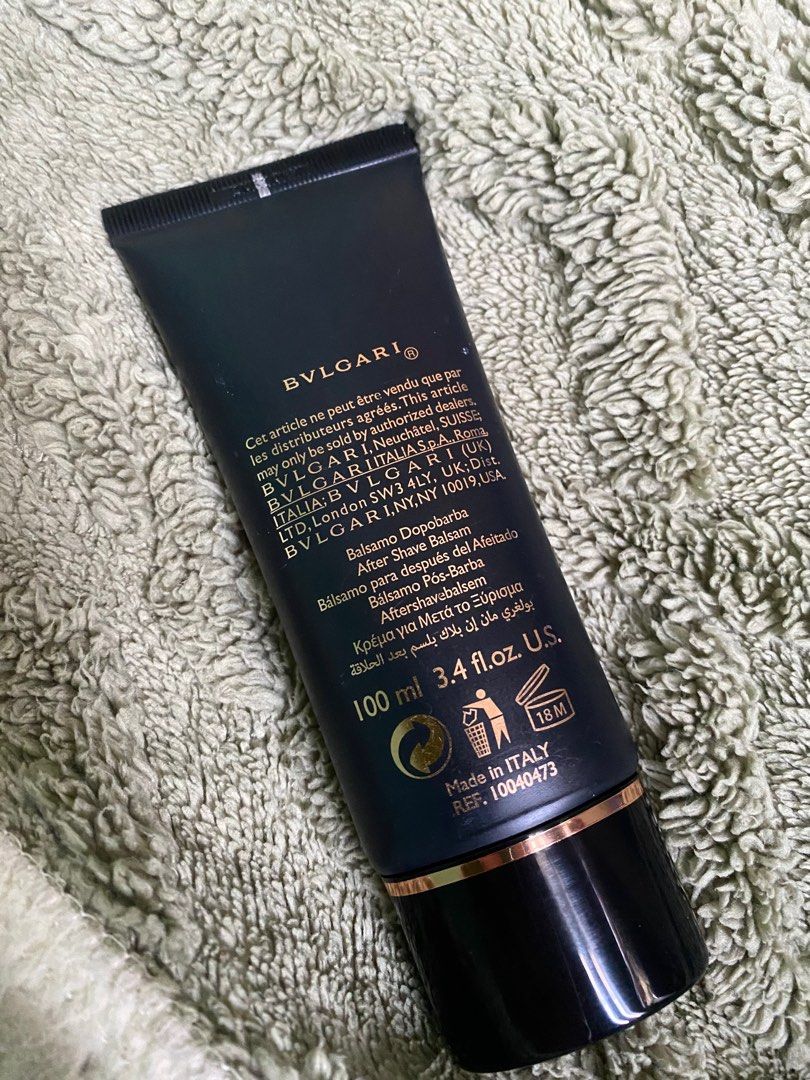 BVLGARI®
Cet article ne peut être vendu que par
les distributeurs agréés. This article
may only be sold by authorized dealers.
BVLGARI, Neuchâtel, SUISSE;
BVLGARI ITALIA S.p.A. Roma,
ITALIA; BVLGARI (UK)
LTD, London SW3 4LY, UK; Dist.
BVLGARI, NY, NY 10019, USA.
Balsamo Dopobarba
After Shave Balsam
Bálsamo para después del Afeitado
Bálsamo Pós-Barba
Aftershavebalsem
Κρέμα για Μετά το Ξύρισμα
بولغري مان إن بلاك بلسم بعد الحلاقة
100 ml 3.4 fl.oz. U.S.
18 M
Made in ITALY
REF. 10040473